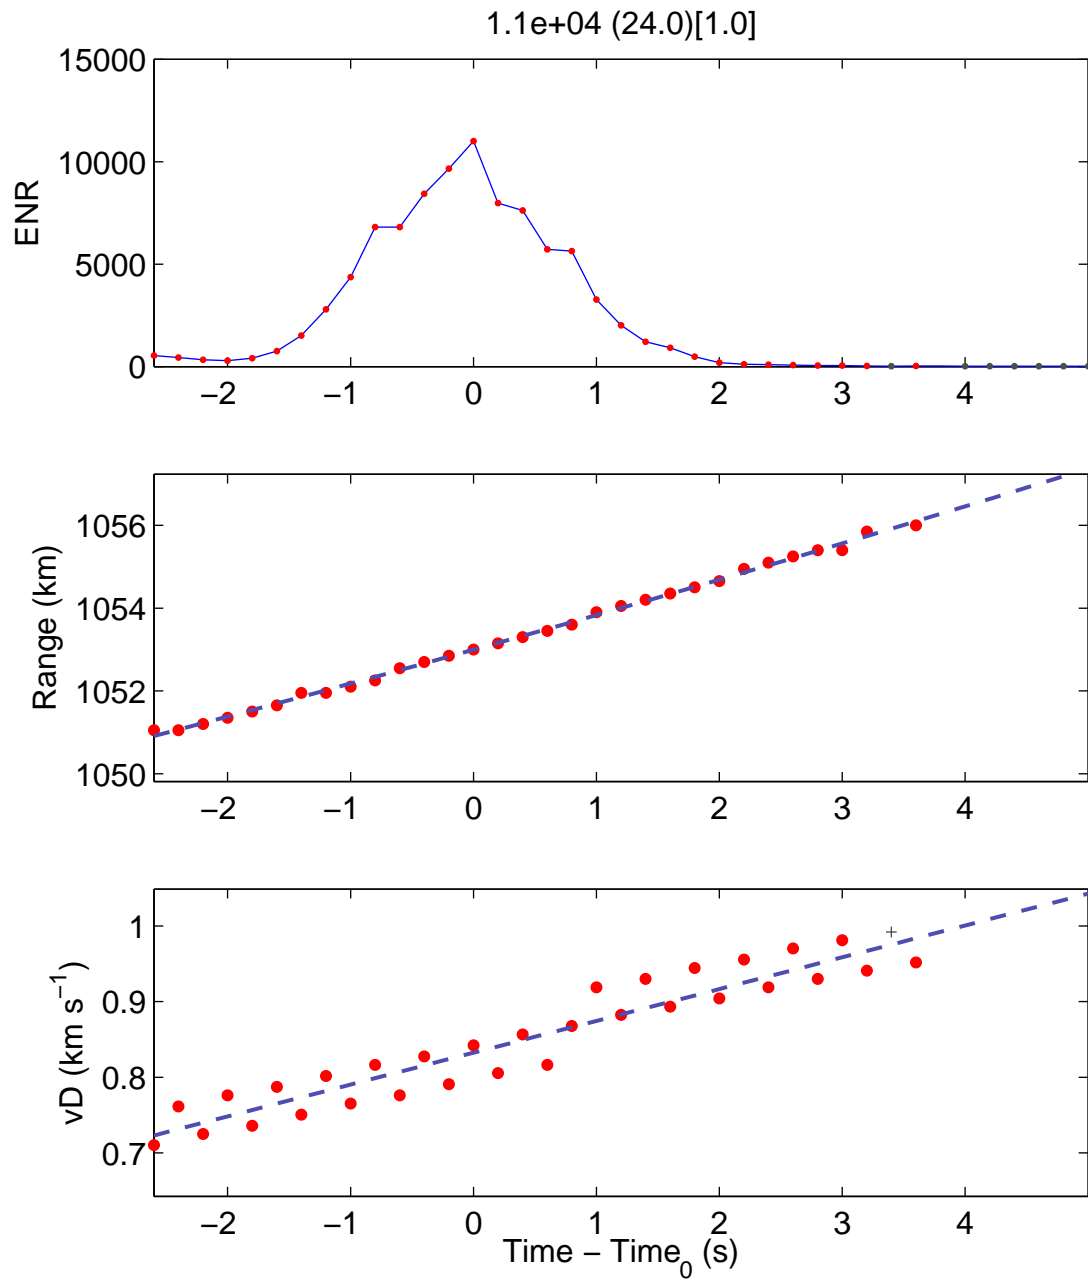 1.1e+04 (24.0)[1.0]
15000
10000
5000
0
ENR
−2 −1 0 1 2 3 4
1056
1054
1052
1050
Range (km)
−2 −1 0 1 2 3 4
1
0.9
0.8
0.7
vD (km s−1)
−2 −1 0 1 2 3 4
Time − Time0 (s)